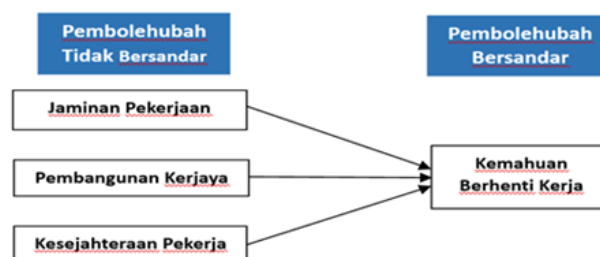 Pembolehubah
Tidak Bersandar
Pembolehubah
Bersandar
Jaminan Pekerjaan
Pembangunan Kerjaya
Kesejahteraan Pekerja
Kemahuan
Berhenti Kerja